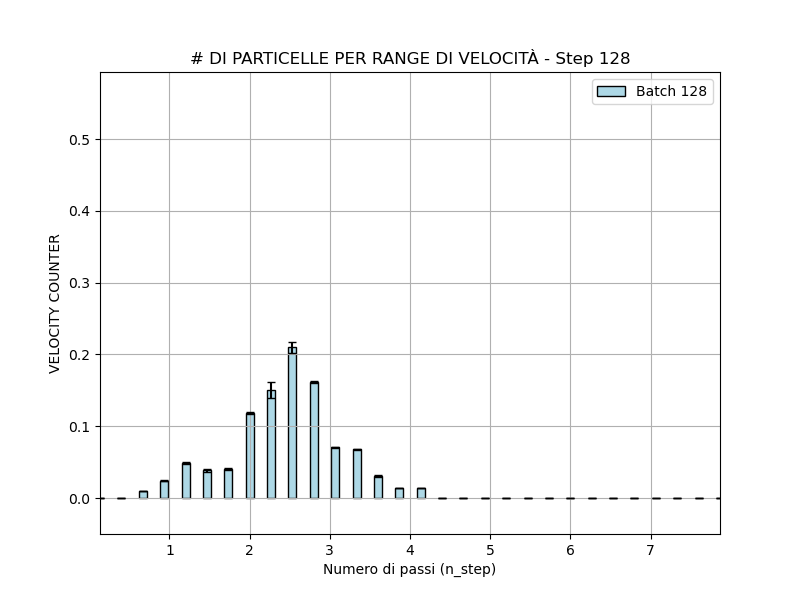 # DI PARTICELLE PER RANGE DI VELOCITÀ - Step 128
Batch 128
VELOCITY COUNTER
0.5
0.4
0.3
0.2
0.1
0.0
1 2 3 4 5 6 7
Numero di passi (n_step)